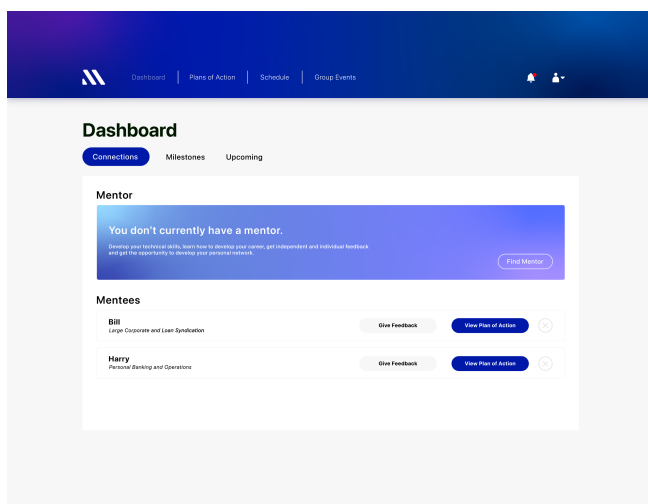 Dashboard
Plans of Action
Schedule
Group Events
Dashboard
Connections
Milestones
Upcoming
Mentor
You don't currently have a mentor.
Develop your technical skills, learn how to develop your career, get independent and individual feedback
and get the opportunity to develop your personal network.
Find Mentor
Mentees
Bill
Large Corporate and Loan Syndication
Give Feedback
View Plan of Action
Harry
Personal Banking and Operations
Give Feedback
View Plan of Action